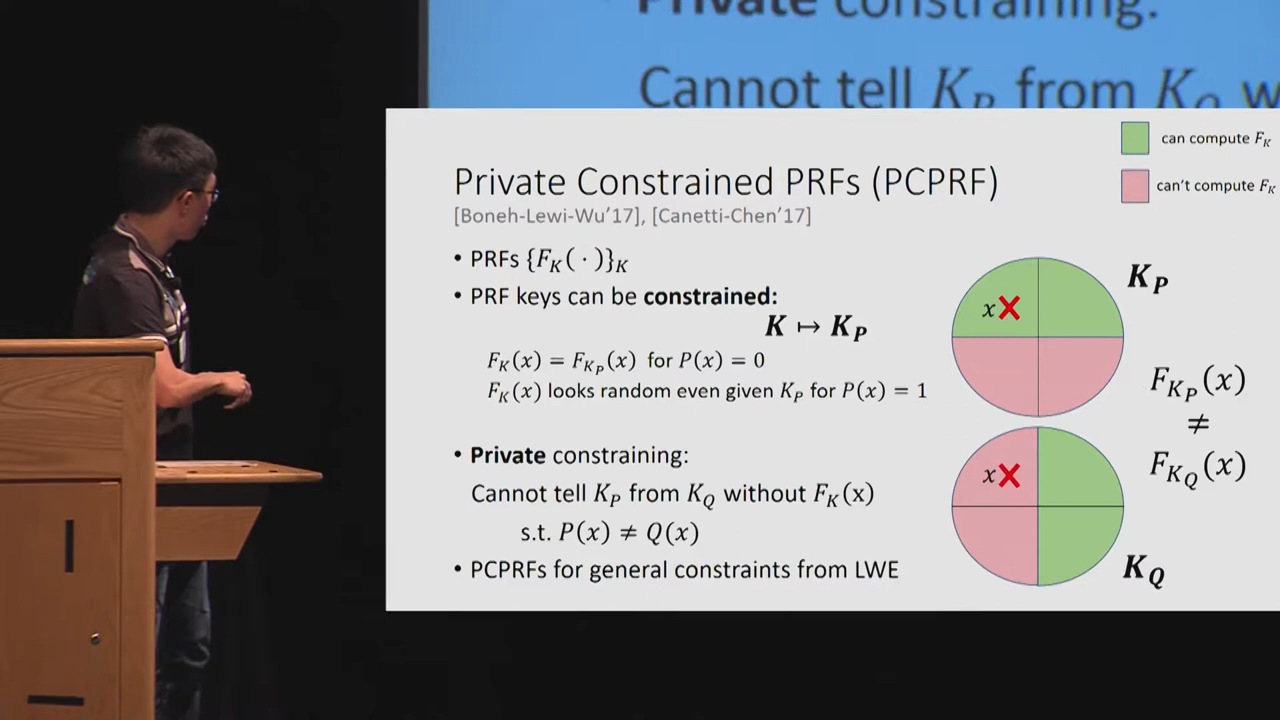 Private constraining:
Cannot tell K_P from K_Q w
can compute F_K
can't compute F_K
Private Constrained PRFs (PCPRF)
[Boneh-Lewi-Wu'17], [Canetti-Chen'17]
• PRFs {F_K(·)}_K
• PRF keys can be constrained:
K ↦ K_P
F_K(x) = F_{K_P}(x) for P(x) = 0
F_K(x) looks random even given K_P for P(x) = 1
• Private constraining:
Cannot tell K_P from K_Q without F_K(x)
s.t. P(x) ≠ Q(x)
• PCPRFs for general constraints from LWE
x
K_P
F_{K_P}(x)
≠
F_{K_Q}(x)
x
K_Q